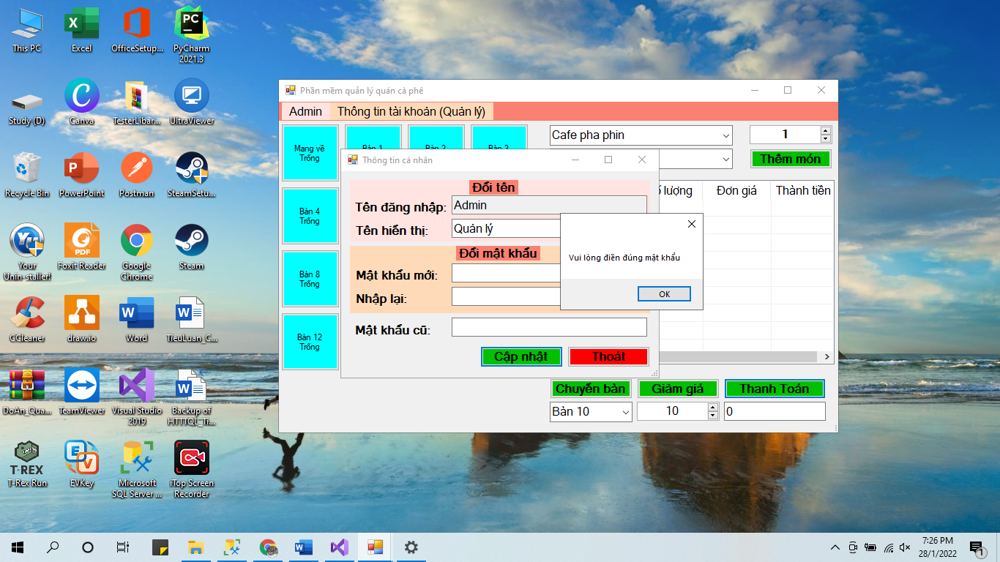 This PC
Excel
OfficeSetup...
PyCharm
2021.3
Study (D)
Canva
TesterLibar...
UltraViewer
Recycle Bin
PowerPoint
Postman
SteamSetu...
Your
Unin-staller!
Foxit Reader
Google
Chrome
Steam
CCleaner
draw.io
Word
TieuLuan_C...
DoAn_Qua...
TeamViewer
Visual Studio
2019
Backup of
HTTTQL_Ti...
T-REX
T-Rex Run
EVKey
Microsoft
SQL Server ...
iTop Screen
Recorder
Phần mềm quản lý quán cà phê
Admin Thông tin tài khoản (Quản lý)
Mang về
Trống
Bàn 1
Bàn 2
Bàn 3
Cafe pha phin
1
Thêm món
Bàn 4
Trống
Bàn 8
Trống
Bàn 12
Trống
ố lượng Đơn giá Thành tiền
Thông tin cá nhân
Đổi tên
Tên đăng nhập: Admin
Tên hiển thị: Quản lý
Đổi mật khẩu
Mật khẩu mới:
Nhập lại:
Mật khẩu cũ:
Cập nhật Thoát
Vui lòng điền đúng mật khẩu
OK
Chuyển bàn Giảm giá Thanh Toán
Bàn 10 10 0
7:26 PM
28/1/2022
1